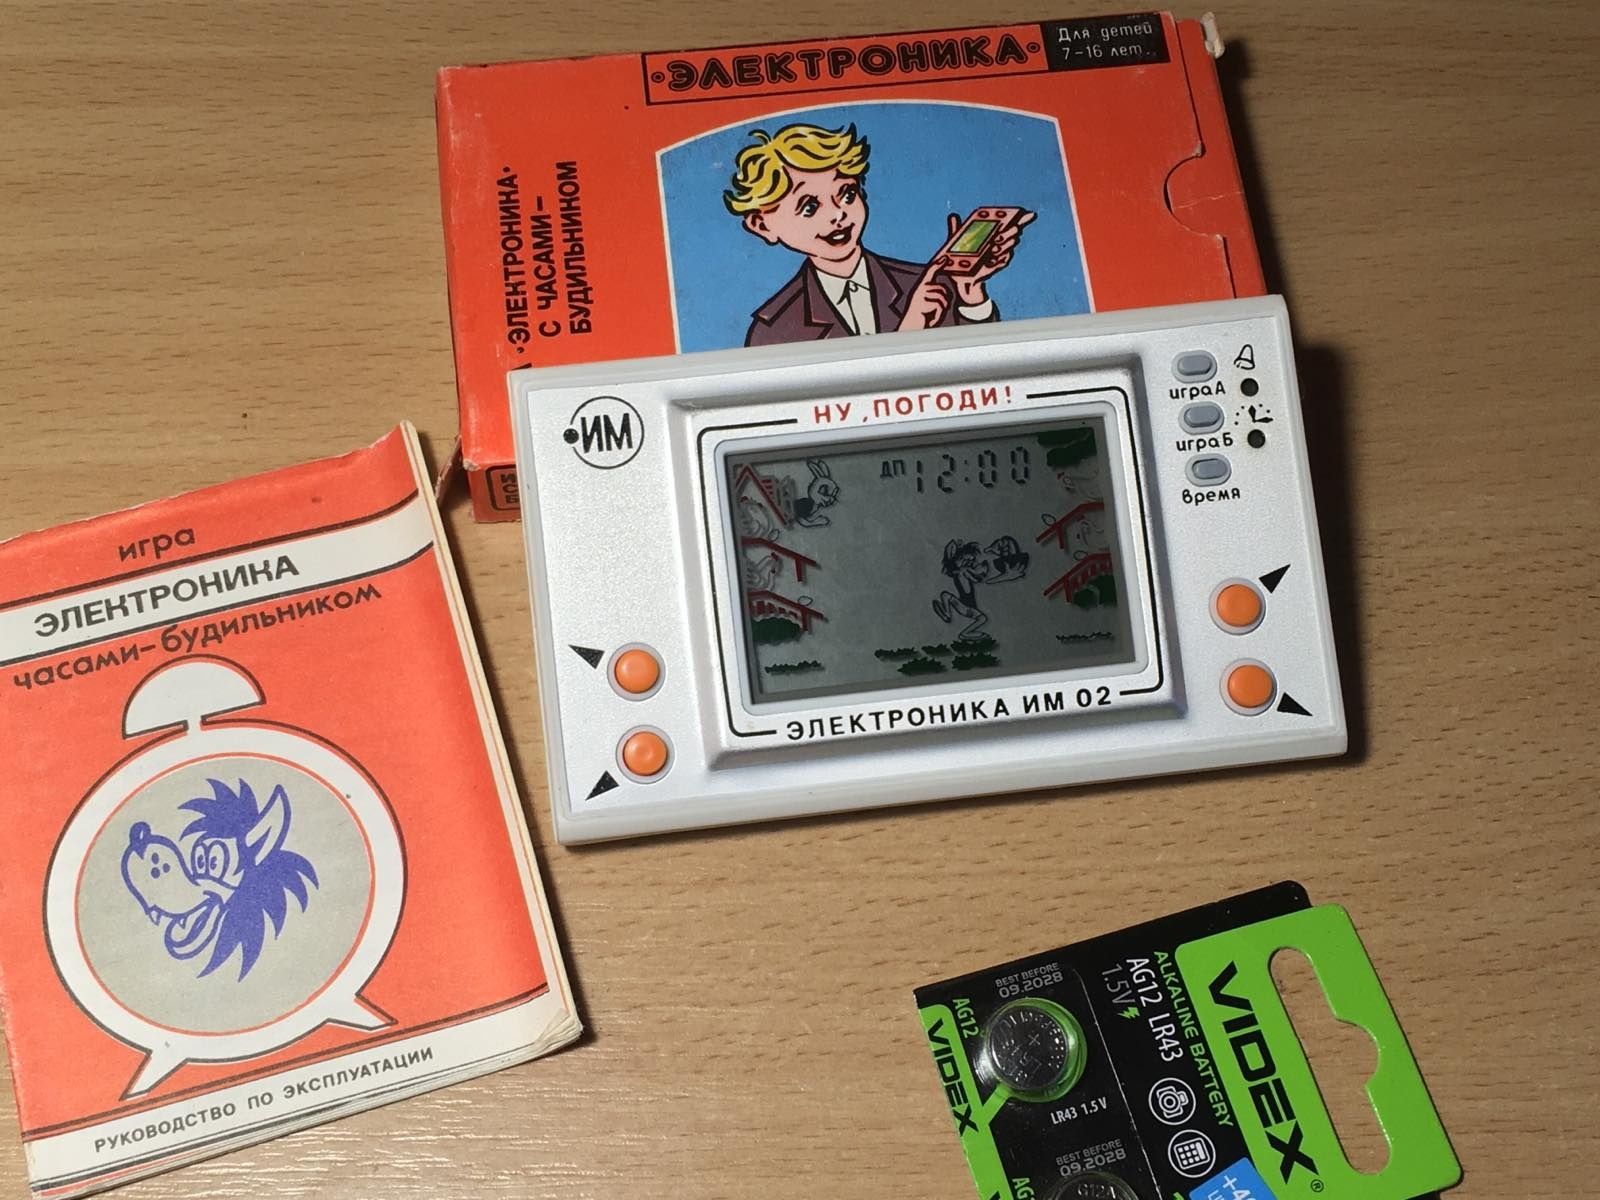 •ЭЛЕКТРОНИКА•
Для детей
7-16 лет.
•ЭЛЕКТРОНИКА•
С ЧАСАМИ-
БУДИЛЬНИКОМ
ИМ
НУ, ПОГОДИ!
ДП 12:00
ЭЛЕКТРОНИКА ИМ 02
игра А
игра Б
время
игра
ЭЛЕКТРОНИКА
часами-будильником
РУКОВОДСТВО ПО ЭКСПЛУАТАЦИИ
VIDEX®
ALKALINE BATTERY
AG12 LR43
1.5V
BEST BEFORE
09.2028
AG12
VIDEX
LR43 1.5V
BEST BEFORE
09.2028